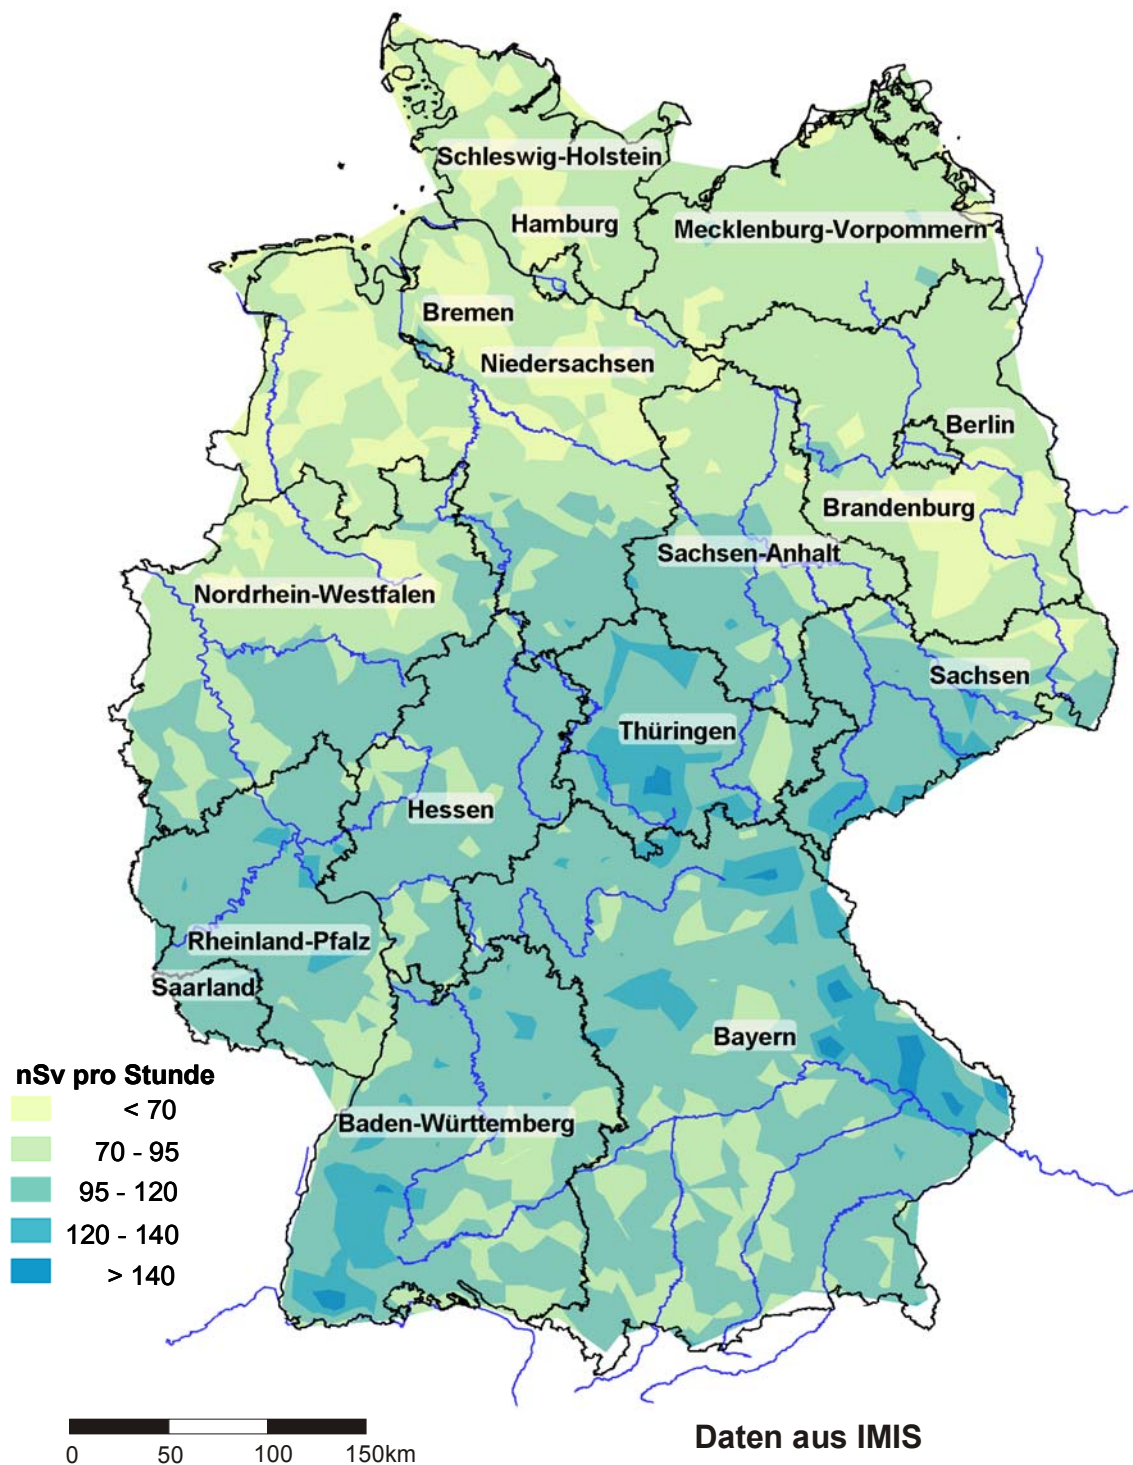 Schleswig-Holstein
Hamburg
Mecklenburg-Vorpommern
Bremen
Niedersachsen
Berlin
Brandenburg
Sachsen-Anhalt
Nordrhein-Westfalen
Sachsen
Thüringen
Hessen
Rheinland-Pfalz
Saarland
Bayern
Baden-Württemberg
nSv pro Stunde
< 70
70 - 95
95 - 120
120 - 140
> 140
Daten aus IMIS
0 50 100 150km